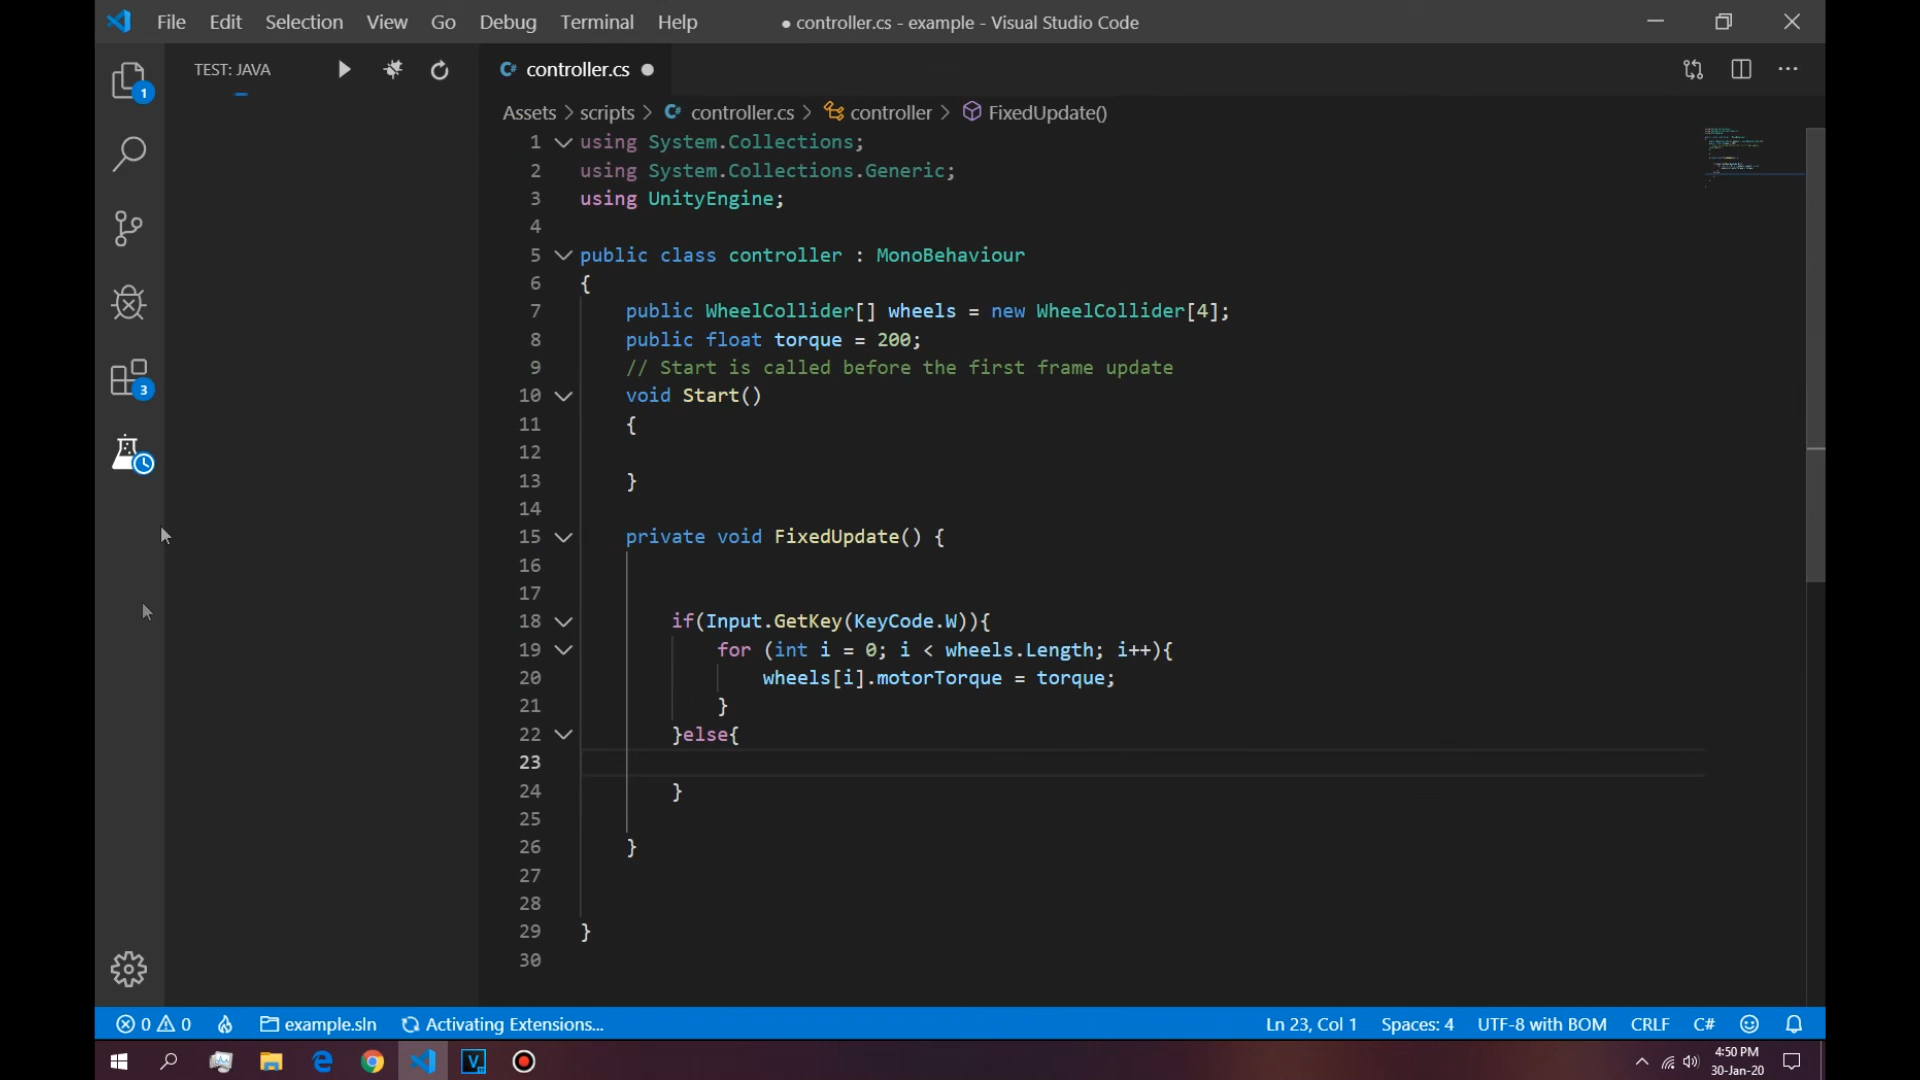 File Edit Selection View Go Debug Terminal Help ● controller.cs - example - Visual Studio Code
TEST: JAVA
controller.cs
Assets > scripts > controller.cs > controller > FixedUpdate()
1 using System.Collections;
2 using System.Collections.Generic;
3 using UnityEngine;
4
5 public class controller : MonoBehaviour
6 {
7 public WheelCollider[] wheels = new WheelCollider[4];
8 public float torque = 200;
9 // Start is called before the first frame update
10 void Start()
11 {
12
13 }
14
15 private void FixedUpdate() {
16
17
18 if(Input.GetKey(KeyCode.W)){
19 for (int i = 0; i < wheels.Length; i++){
20 wheels[i].motorTorque = torque;
21 }
22 }else{
23
24 }
25
26 }
27
28
29 }
30
1
3
0 0 example.sln Activating Extensions... Ln 23, Col 1 Spaces: 4 UTF-8 with BOM CRLF C#
4:50 PM
30-Jan-20